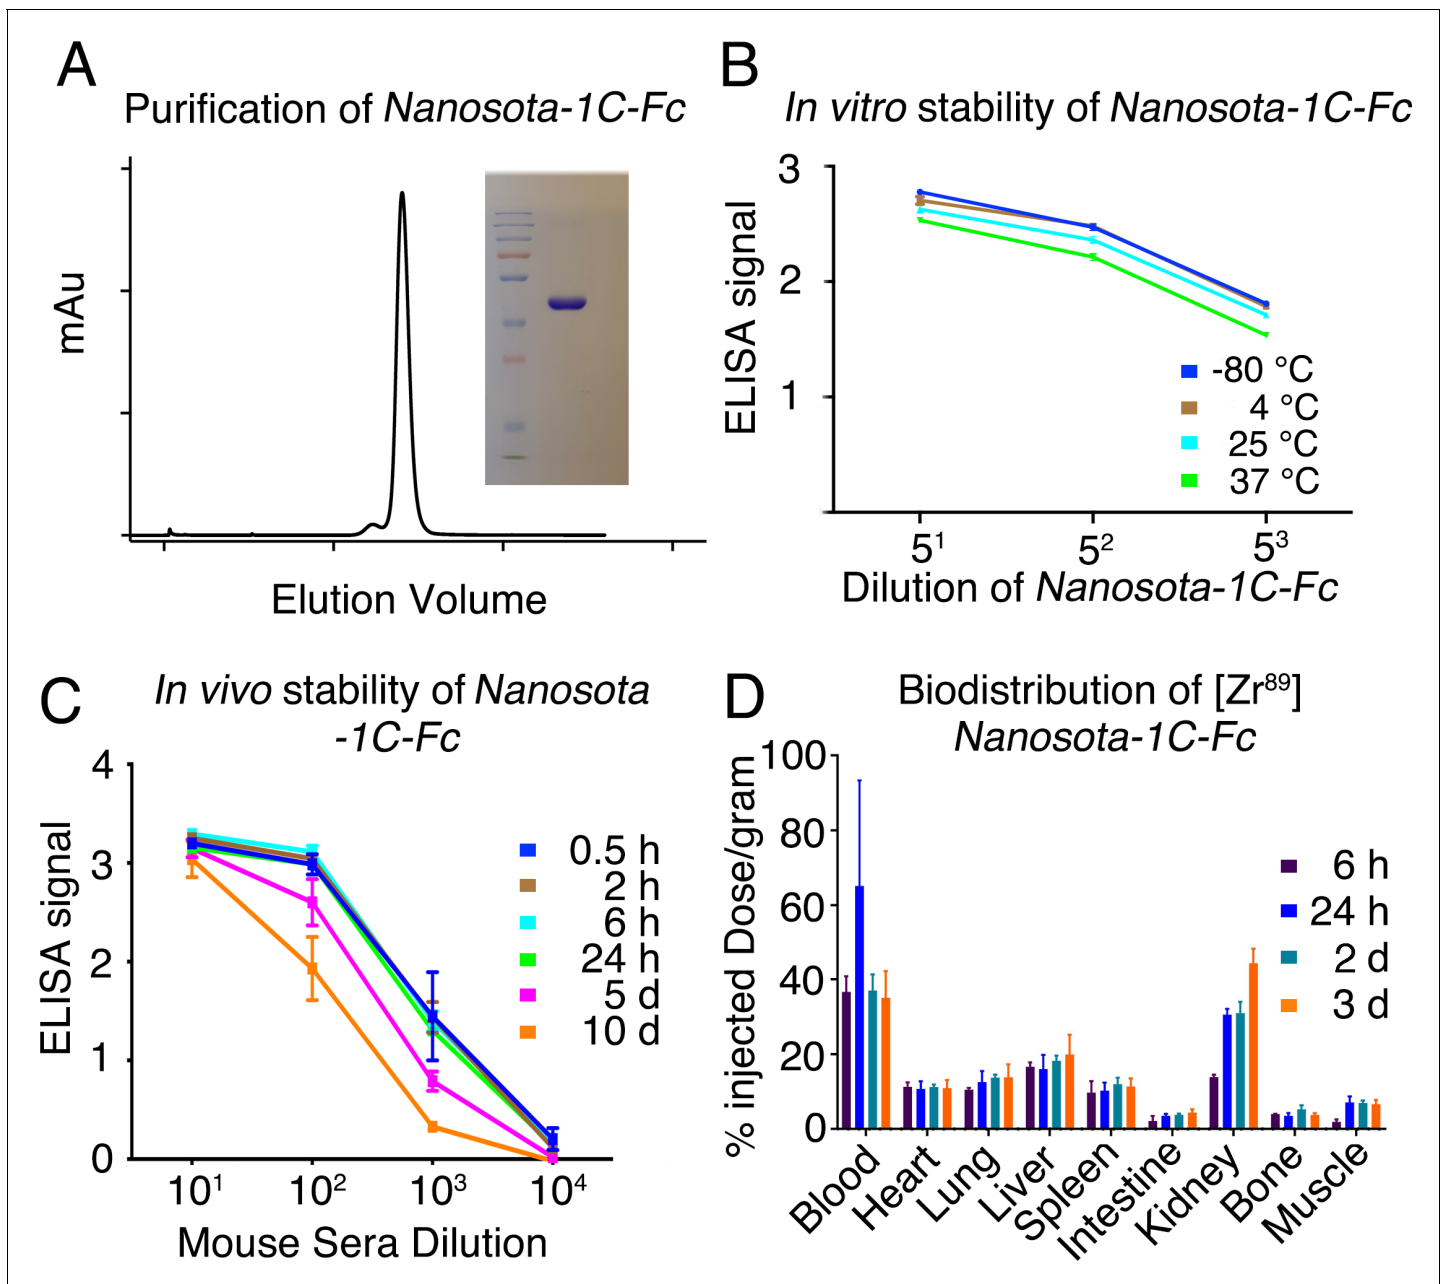 A
Purification of Nanosota-1C-Fc
mAu
Elution Volume
B
In vitro stability of Nanosota-1C-Fc
ELISA signal
3
2
1
-80 °C
4 °C
25 °C
37 °C
5¹ 5² 5³
Dilution of Nanosota-1C-Fc
C
In vivo stability of Nanosota
-1C-Fc
ELISA signal
4
3
2
1
0
0.5 h
2 h
6 h
24 h
5 d
10 d
10¹ 10² 10³ 10⁴
Mouse Sera Dilution
D
Biodistribution of [Zr⁸⁹]
Nanosota-1C-Fc
% injected Dose/gram
100
80
60
40
20
0
6 h
24 h
2 d
3 d
Blood
Heart
Lung
Liver
Spleen
Intestine
Kidney
Bone
Muscle